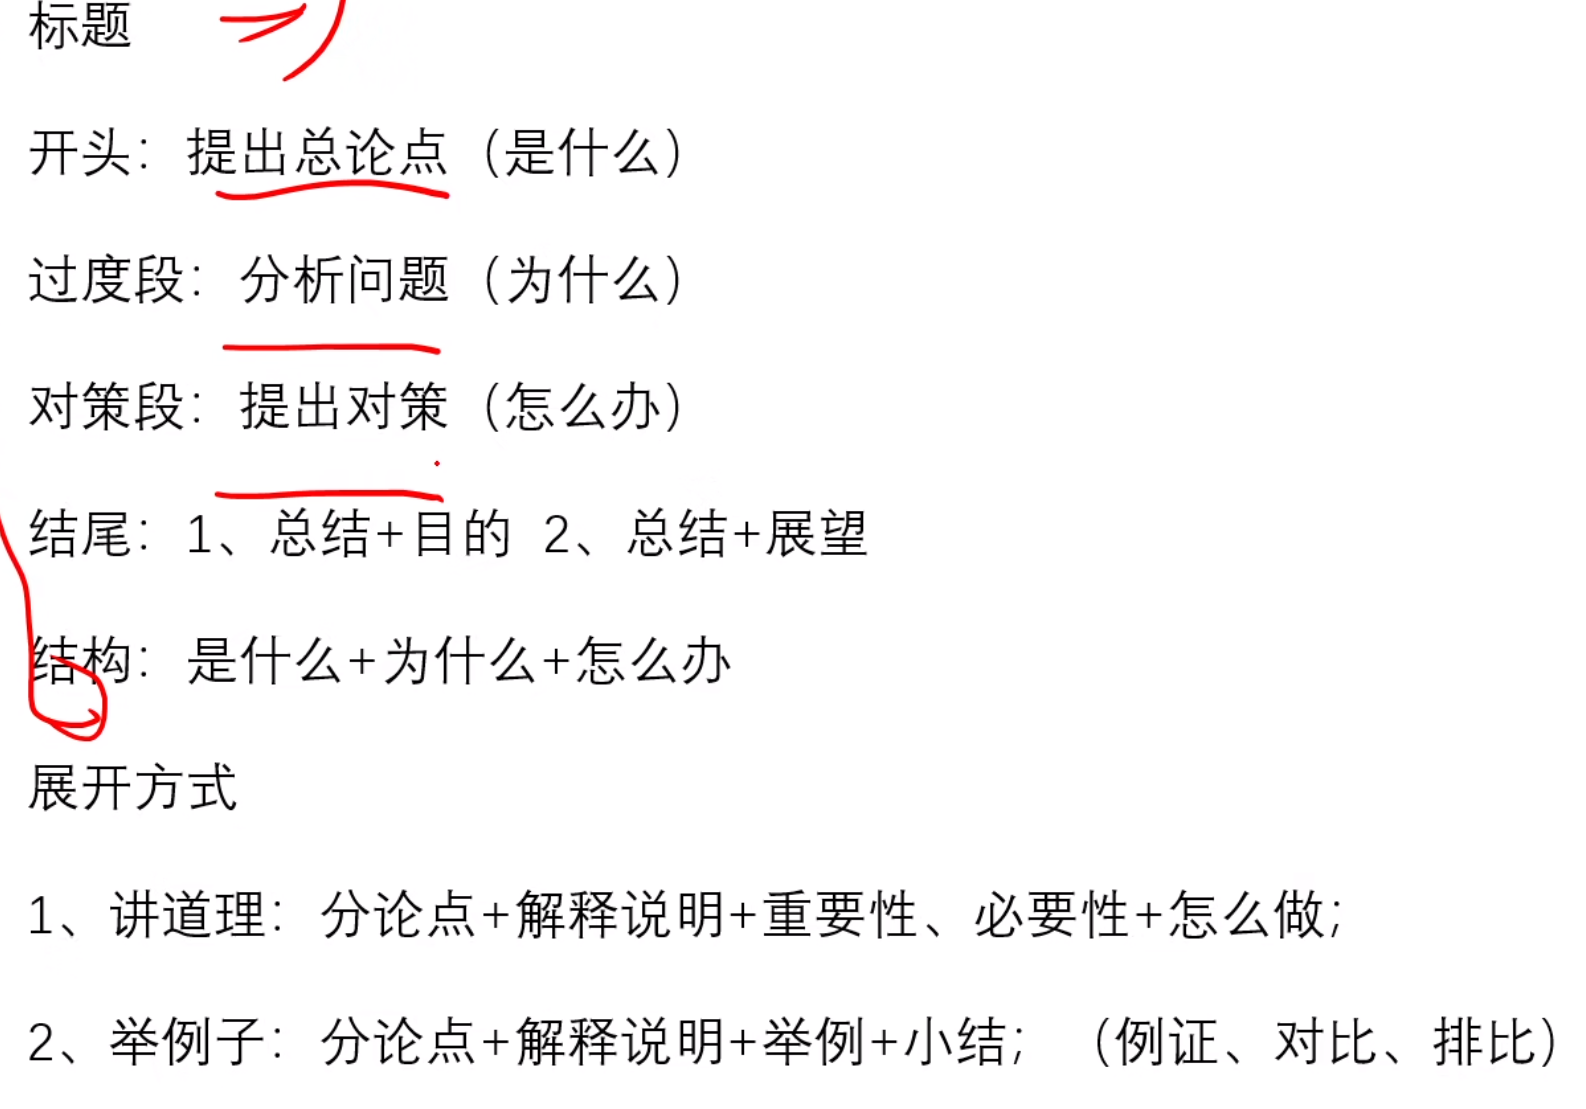 标题
开头：提出总论点（是什么）
过度段：分析问题（为什么）
对策段：提出对策（怎么办）
结尾：1、总结+目的 2、总结+展望
结构：是什么+为什么+怎么办
展开方式
1、讲道理：分论点+解释说明+重要性、必要性+怎么做；
2、举例子：分论点+解释说明+举例+小结；（例证、对比、排比）